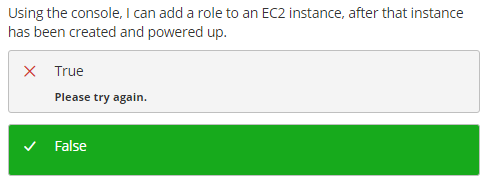 Using the console, I can add a role to an EC2 instance, after that instance
has been created and powered up.
True
Please try again.
False